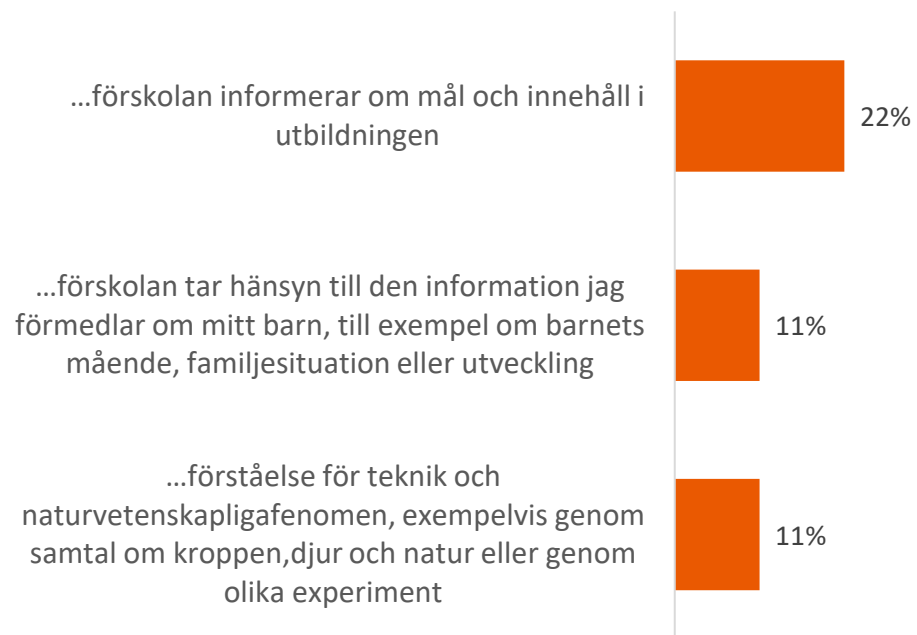 ...förskolan informerar om mål och innehåll i
utbildningen
22%
...förskolan tar hänsyn till den information jag
förmedlar om mitt barn, till exempel om barnets
mående, familjesituation eller utveckling
11%
...förståelse för teknik och
naturvetenskapligafenomen, exempelvis genom
samtal om kroppen,djur och natur eller genom
olika experiment
11%